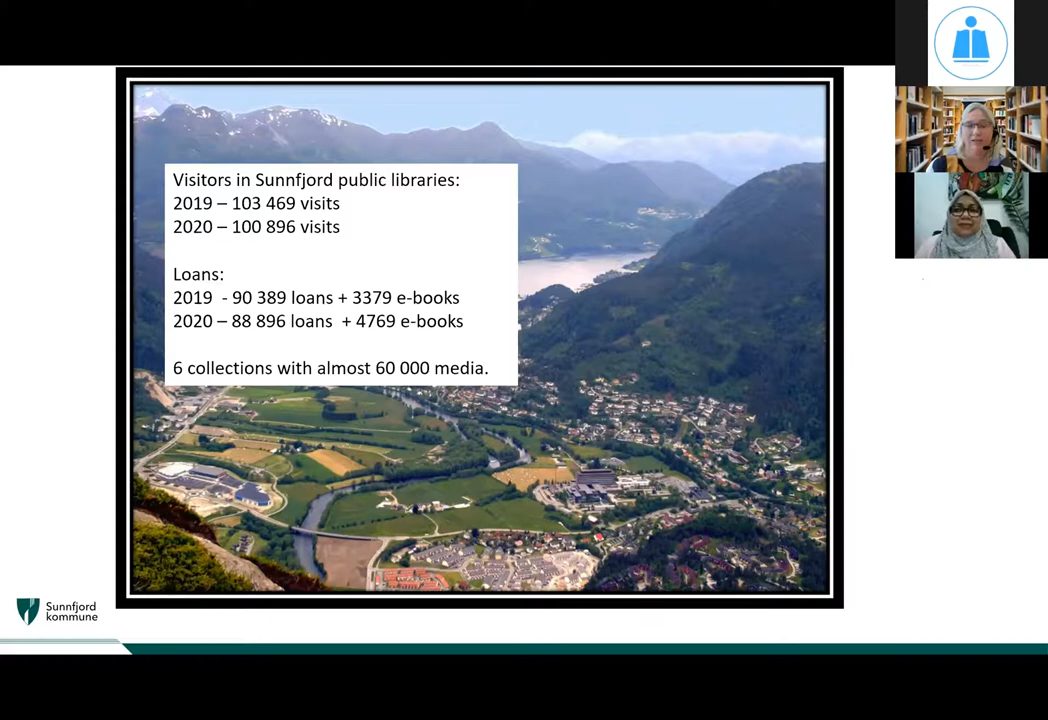 Visitors in Sunnfjord public libraries:
2019 – 103 469 visits
2020 – 100 896 visits
Loans:
2019 - 90 389 loans + 3379 e-books
2020 – 88 896 loans + 4769 e-books
6 collections with almost 60 000 media.
Sunnfjord
kommune